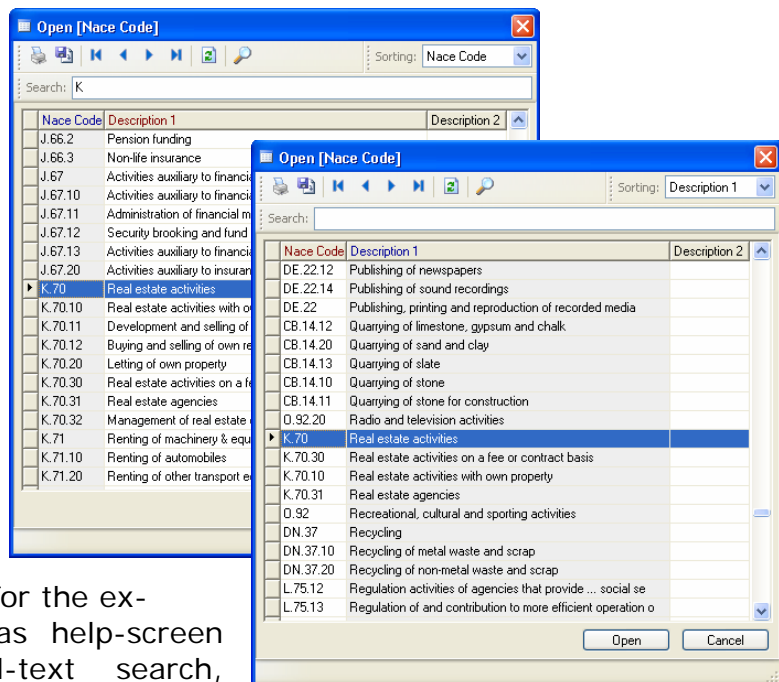 Open [Nace Code]
Sorting: Nace Code
Search: K
Nace Code Description 1 Description 2
J.66.2 Pension funding
J.66.3 Non-life insurance
J.67 Activities auxiliary to financia
J.67.10 Activities auxiliary to financia
J.67.11 Administration of financial m
J.67.12 Security brooking and fund
J.67.13 Activities auxiliary to financia
J.67.20 Activities auxiliary to insuran
K.70 Real estate activities
K.70.10 Real estate activities with o
K.70.11 Development and selling of
K.70.12 Buying and selling of own re
K.70.20 Letting of own property
K.70.30 Real estate activities on a fe
K.70.31 Real estate agencies
K.70.32 Management of real estate
K.71 Renting of machinery & equ
K.71.10 Renting of automobiles
K.71.20 Renting of other transport e
Open [Nace Code]
Sorting: Description 1
Search:
Nace Code Description 1 Description 2
DE.22.12 Publishing of newspapers
DE.22.14 Publishing of sound recordings
DE.22 Publishing, printing and reproduction of recorded media
CB.14.12 Quarrying of limestone, gypsum and chalk
CB.14.20 Quarrying of sand and clay
CB.14.13 Quarrying of slate
CB.14.10 Quarrying of stone
CB.14.11 Quarrying of stone for construction
O.92.20 Radio and television activities
K.70 Real estate activities
K.70.30 Real estate activities on a fee or contract basis
K.70.10 Real estate activities with own property
K.70.31 Real estate agencies
O.92 Recreational, cultural and sporting activities
DN.37 Recycling
DN.37.10 Recycling of metal waste and scrap
DN.37.20 Recycling of non-metal waste and scrap
L.75.12 Regulation activities of agencies that provide ... social se
L.75.13 Regulation of and contribution to more efficient operation o
Open Cancel
for the ex-
as help-screen
l-text search,